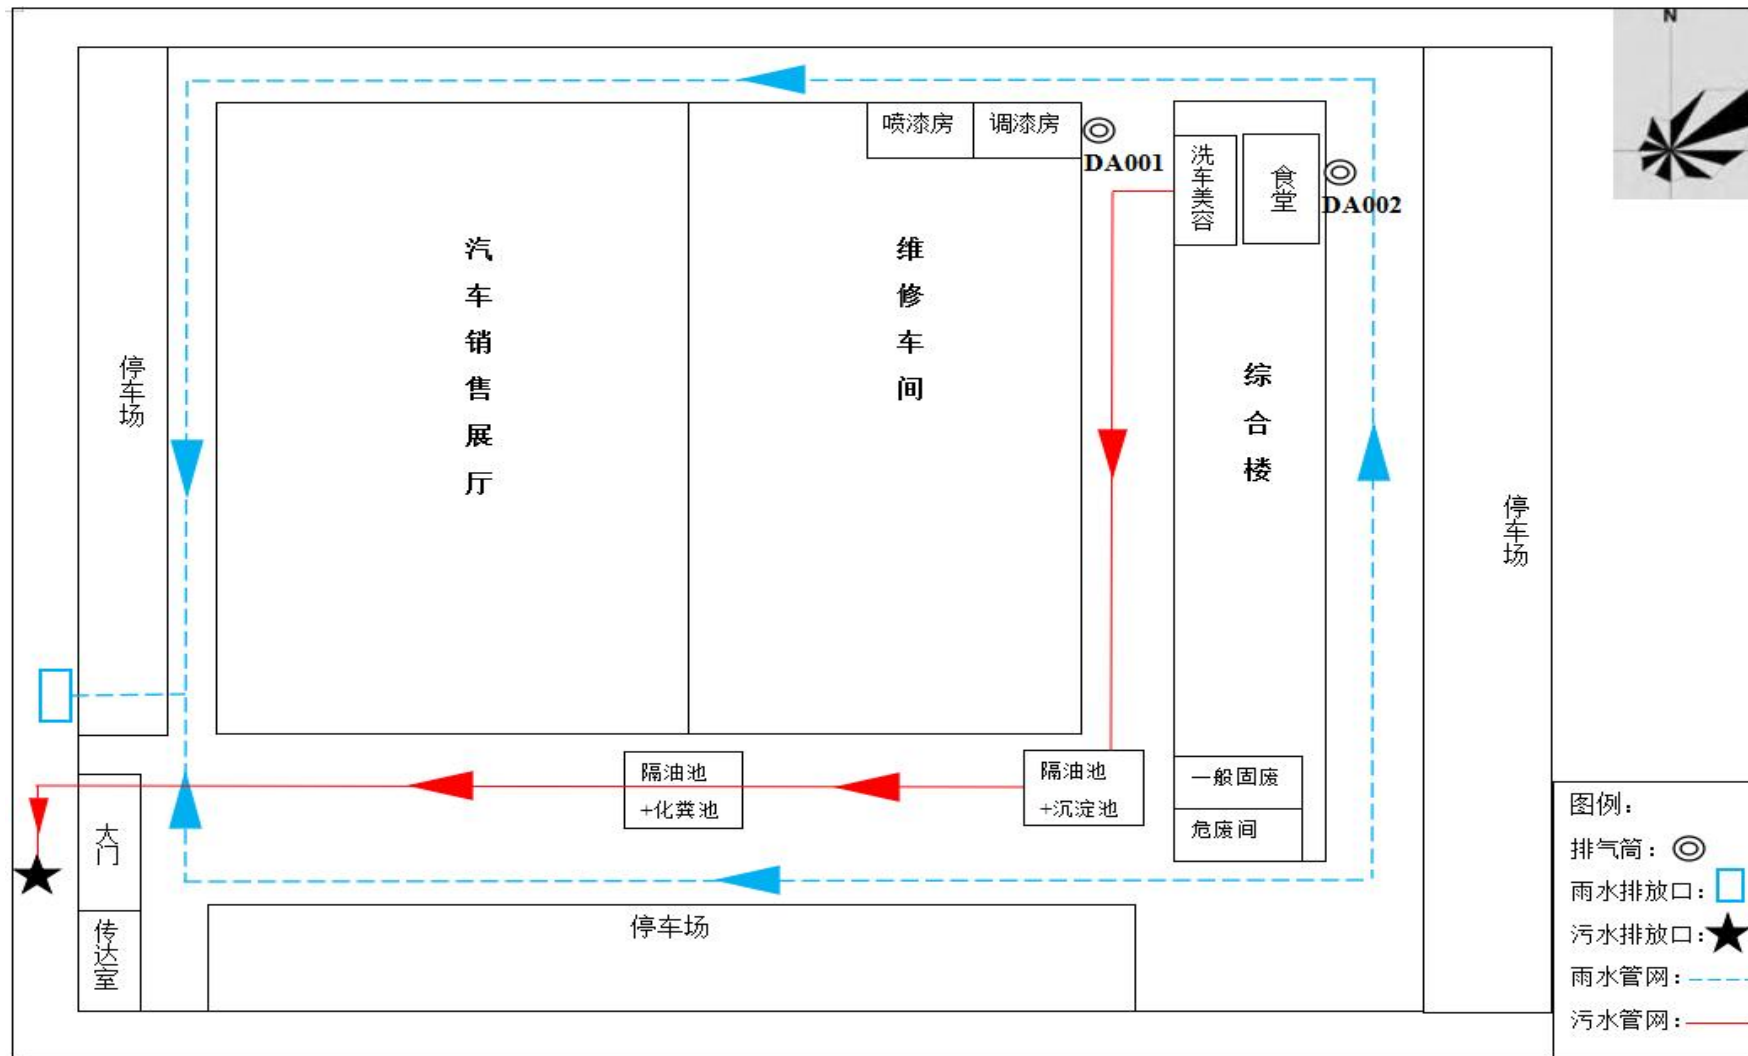 N
喷漆房
调漆房
DA001
洗车美容
食堂
DA002
汽车销售展厅
维修车间
综合楼
停车场
停车场
隔油池
+化粪池
隔油池
+沉淀池
一般固废
危废间
大门
传达室
停车场
图例：
排气筒：
雨水排放口：
污水排放口：
雨水管网：
污水管网：